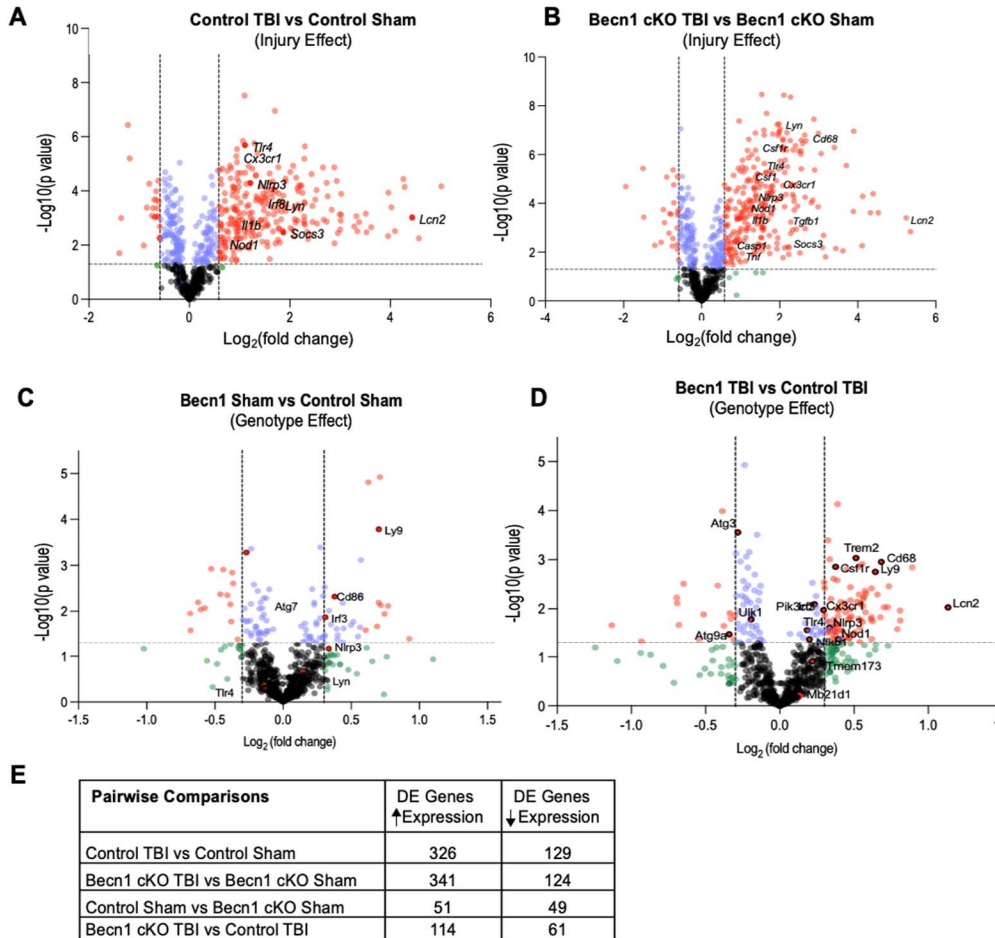 A
Control TBI vs Control Sham
(Injury Effect)
10
8
6
4
2
0
-2
0
2
4
6
-Log10(p value)
Log2(fold change)
Tlr4
Cx3cr1
Nlrp3
Irf8
Lyn
Il1b
Socs3
Nod1
Lcn2
B
Becn1 cKO TBI vs Becn1 cKO Sham
(Injury Effect)
10
8
6
4
2
0
-4
-2
0
2
4
6
-Log10(p value)
Log2(fold change)
Lyn
Cd68
Csf1r
Tlr4
Csf1
Cx3cr1
Nlrp3
Nod1
Il1b
Tgfb1
Lcn2
Casp1
Socs3
Tnf
C
Becn1 Sham vs Control Sham
(Genotype Effect)
5
4
3
2
1
0
-1.5
-1.0
-0.5
0.0
0.5
1.0
1.5
-Log10(p value)
Log2 (fold change)
Ly9
Cd86
Atg7
Irf3
Nlrp3
Lyn
Tlr4
D
Becn1 TBI vs Control TBI
(Genotype Effect)
5
4
3
2
1
0
-1.5
-1.0
-0.5
0.0
0.5
1.0
1.5
-Log10(p value)
Log2 (fold change)
Atg3
Trem2
Cd68
Csf1r
Ly9
Lcn2
Cx3cr1
Ulk1
Tlr4
Nlrp3
Atg9a
Nod1
Tmem173
Mb21d1
E
Pairwise Comparisons DE Genes ↑Expression DE Genes ↓Expression
Control TBI vs Control Sham 326 129
Becn1 cKO TBI vs Becn1 cKO Sham 341 124
Control Sham vs Becn1 cKO Sham 51 49
Becn1 cKO TBI vs Control TBI 114 61